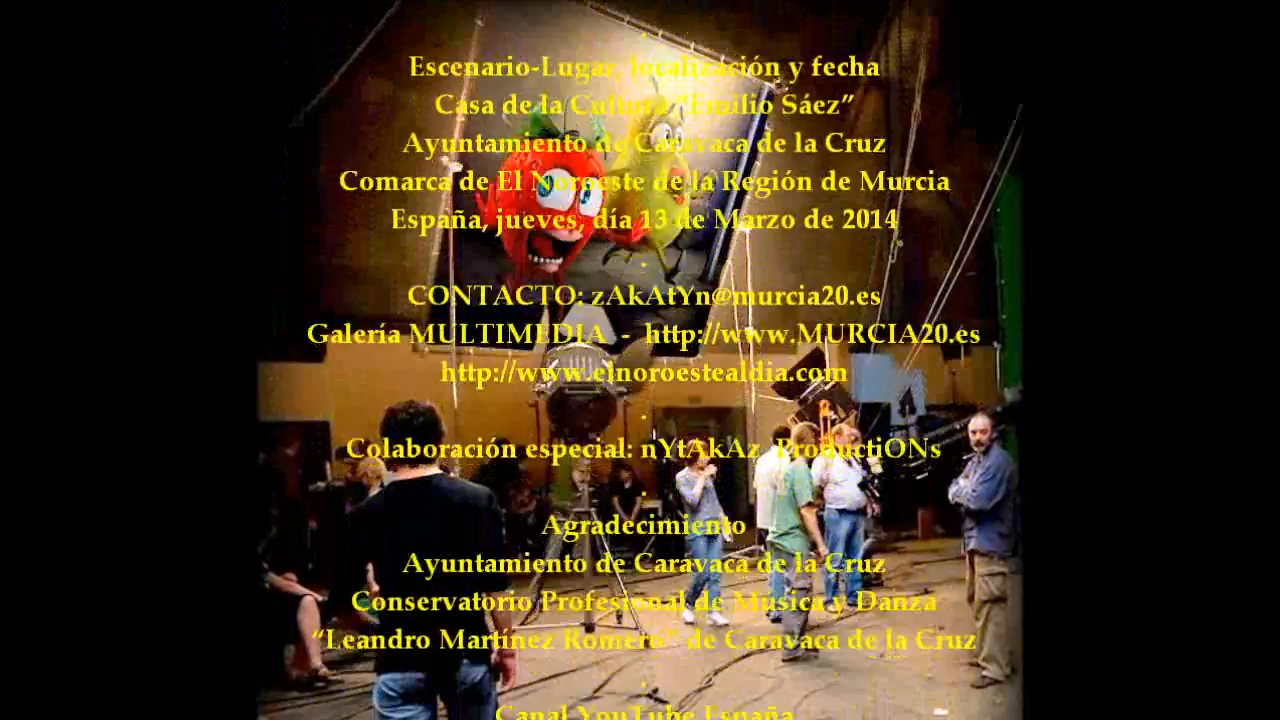 Escenario-Lugar, localización y fecha
Casa de la Cultura “Emilio Sáez”
Ayuntamiento de Caravaca de la Cruz
Comarca de El Noroeste de la Región de Murcia
España, jueves, día 13 de Marzo de 2014
.
CONTACTO: zAkAtYn@murcia20.es
Galería MULTIMEDIA - http://www.MURCIA20.es
http://www.elnoroestealdia.com
.
Colaboración especial: nYtAkAz ProductiONs
.
Agradecimiento
Ayuntamiento de Caravaca de la Cruz
Conservatorio Profesional de Música y Danza
“Leandro Martínez Romero” de Caravaca de la Cruz
.
Canal YouTube España